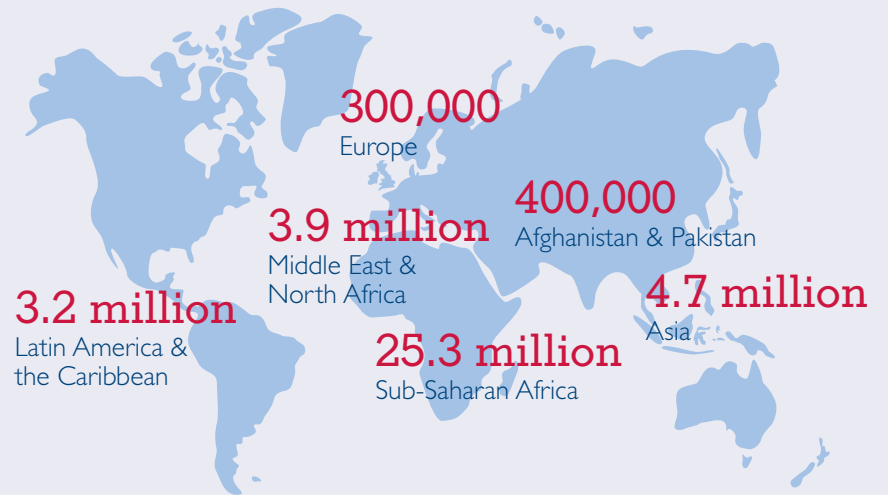 300,000
Europe
400,000
Afghanistan & Pakistan
3.9 million
Middle East &
North Africa
4.7 million
Asia
3.2 million
Latin America &
the Caribbean
25.3 million
Sub-Saharan Africa